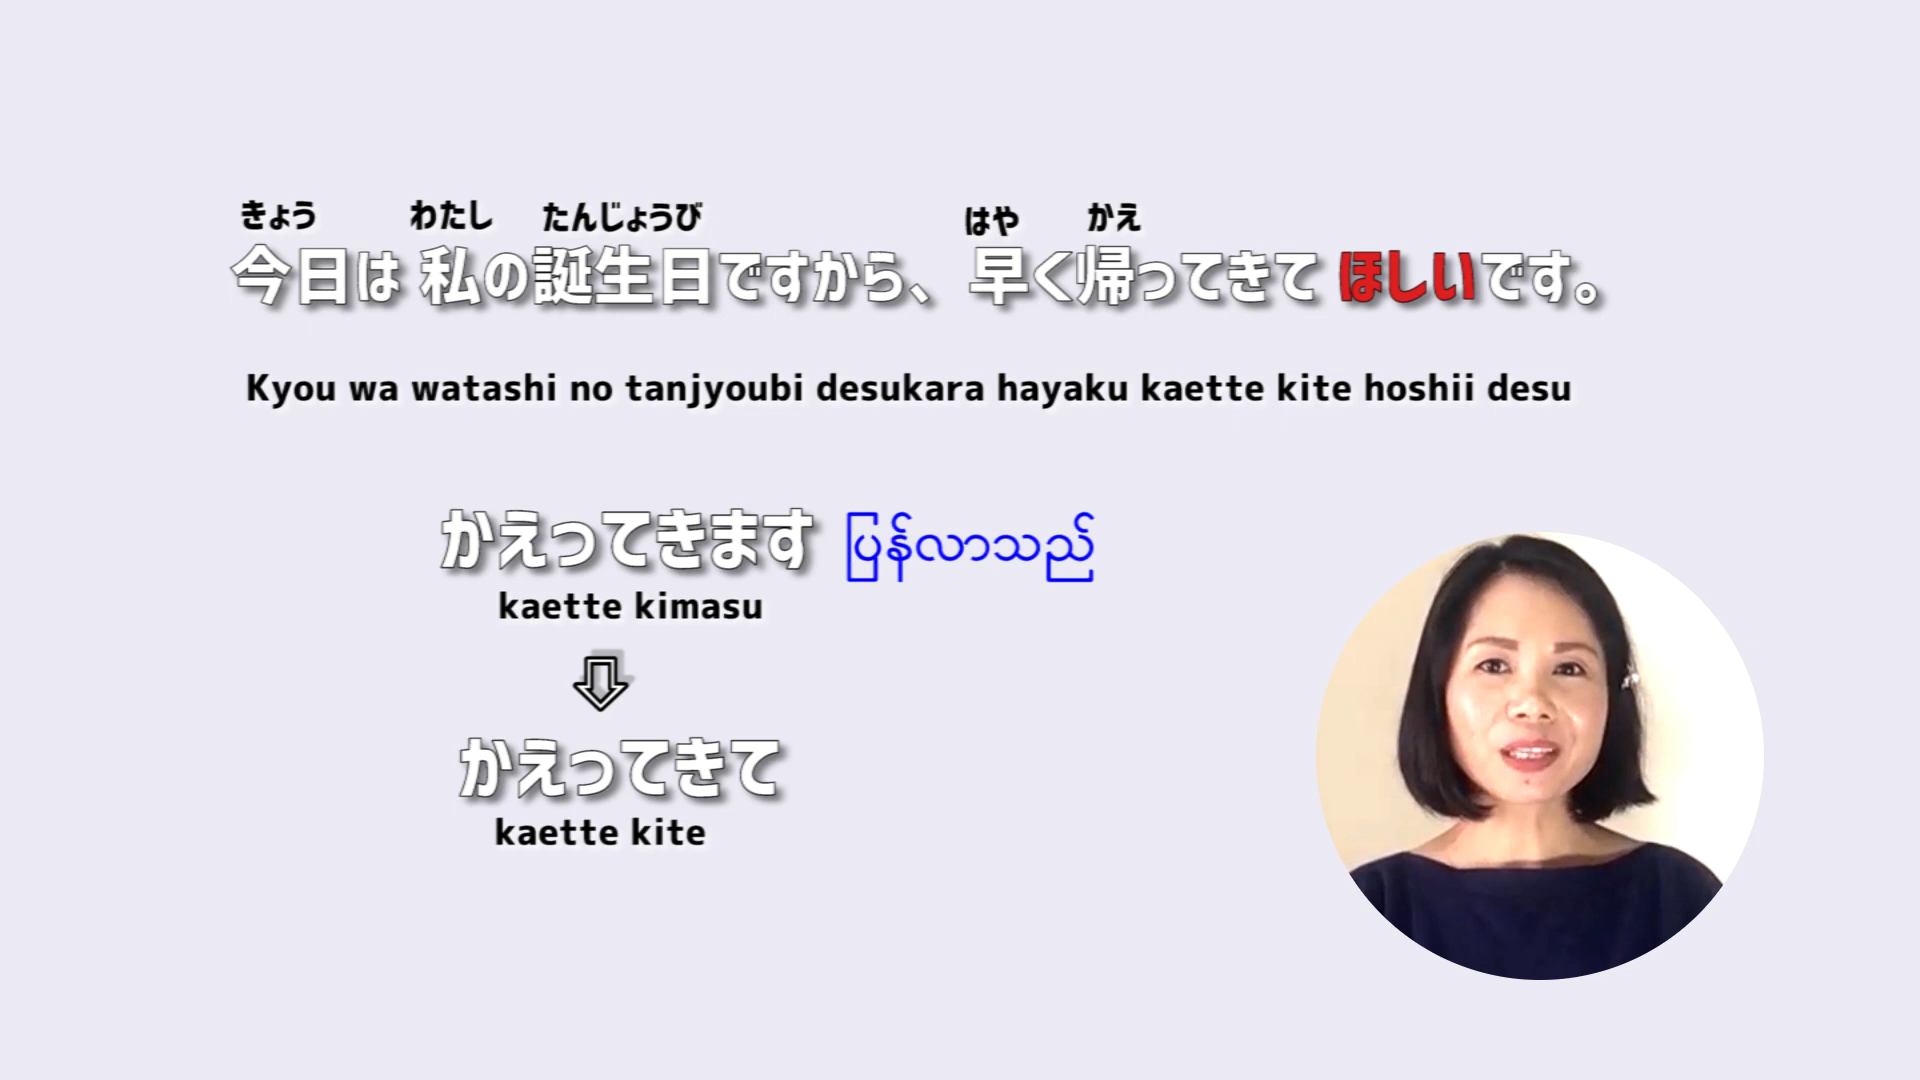 きょう わたし たんじょうび はや かえ
今日は 私の誕生日ですから、 早く帰ってきて ほしいです。
Kyou wa watashi no tanjyoubi desukara hayaku kaette kite hoshii desu
かえってきます ပြန်လာသည်
kaette kimasu
かえってきて
kaette kite